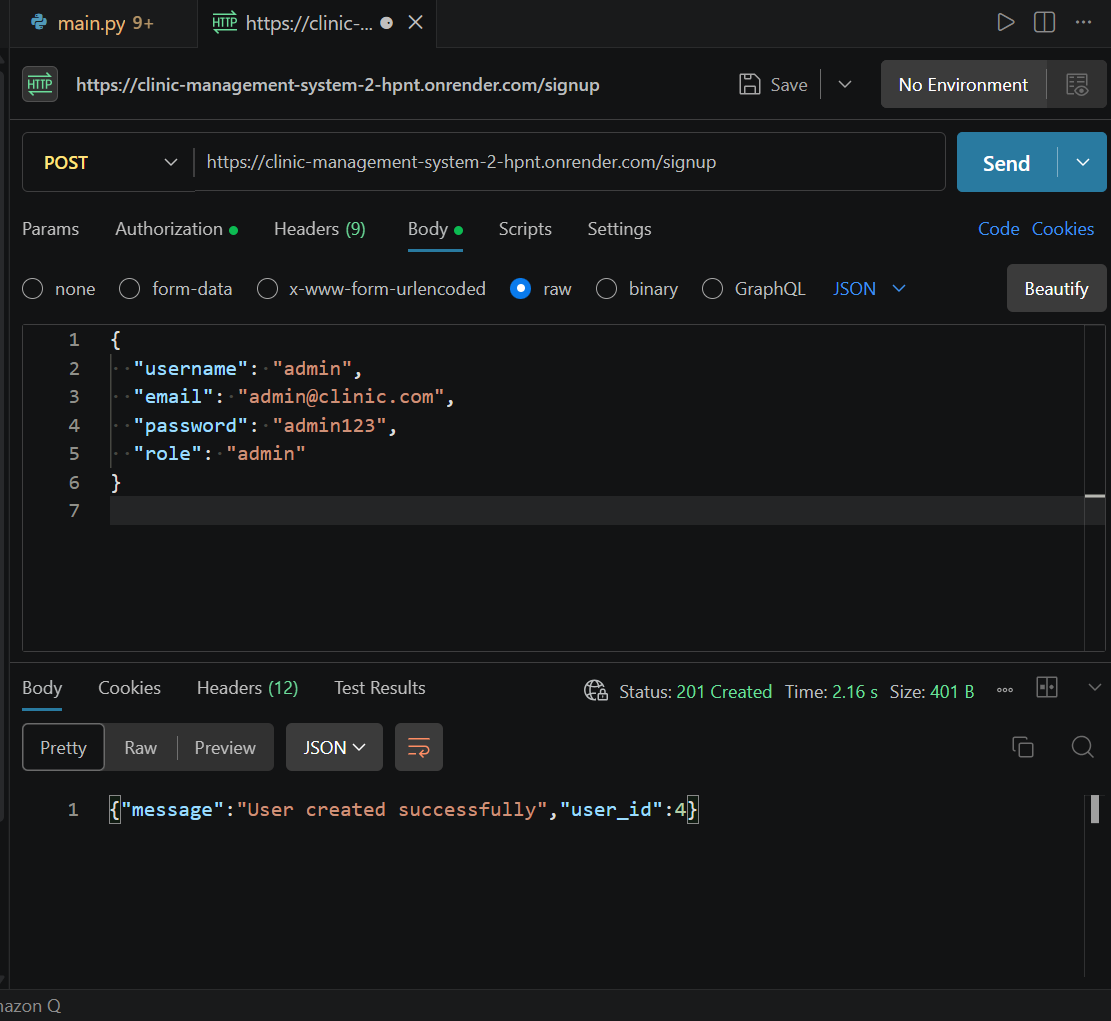 main.py 9+ HTTP https://clinic-...
HTTP https://clinic-management-system-2-hpnt.onrender.com/signup Save No Environment
POST https://clinic-management-system-2-hpnt.onrender.com/signup Send
Params Authorization Headers (9) Body Scripts Settings Code Cookies
none form-data x-www-form-urlencoded raw binary GraphQL JSON Beautify
1 {
2 "username": "admin",
3 "email": "admin@clinic.com",
4 "password": "admin123",
5 "role": "admin"
6 }
7
Body Cookies Headers (12) Test Results Status: 201 Created Time: 2.16 s Size: 401 B
Pretty Raw Preview JSON
1 {"message":"User created successfully","user_id":4}
azon Q